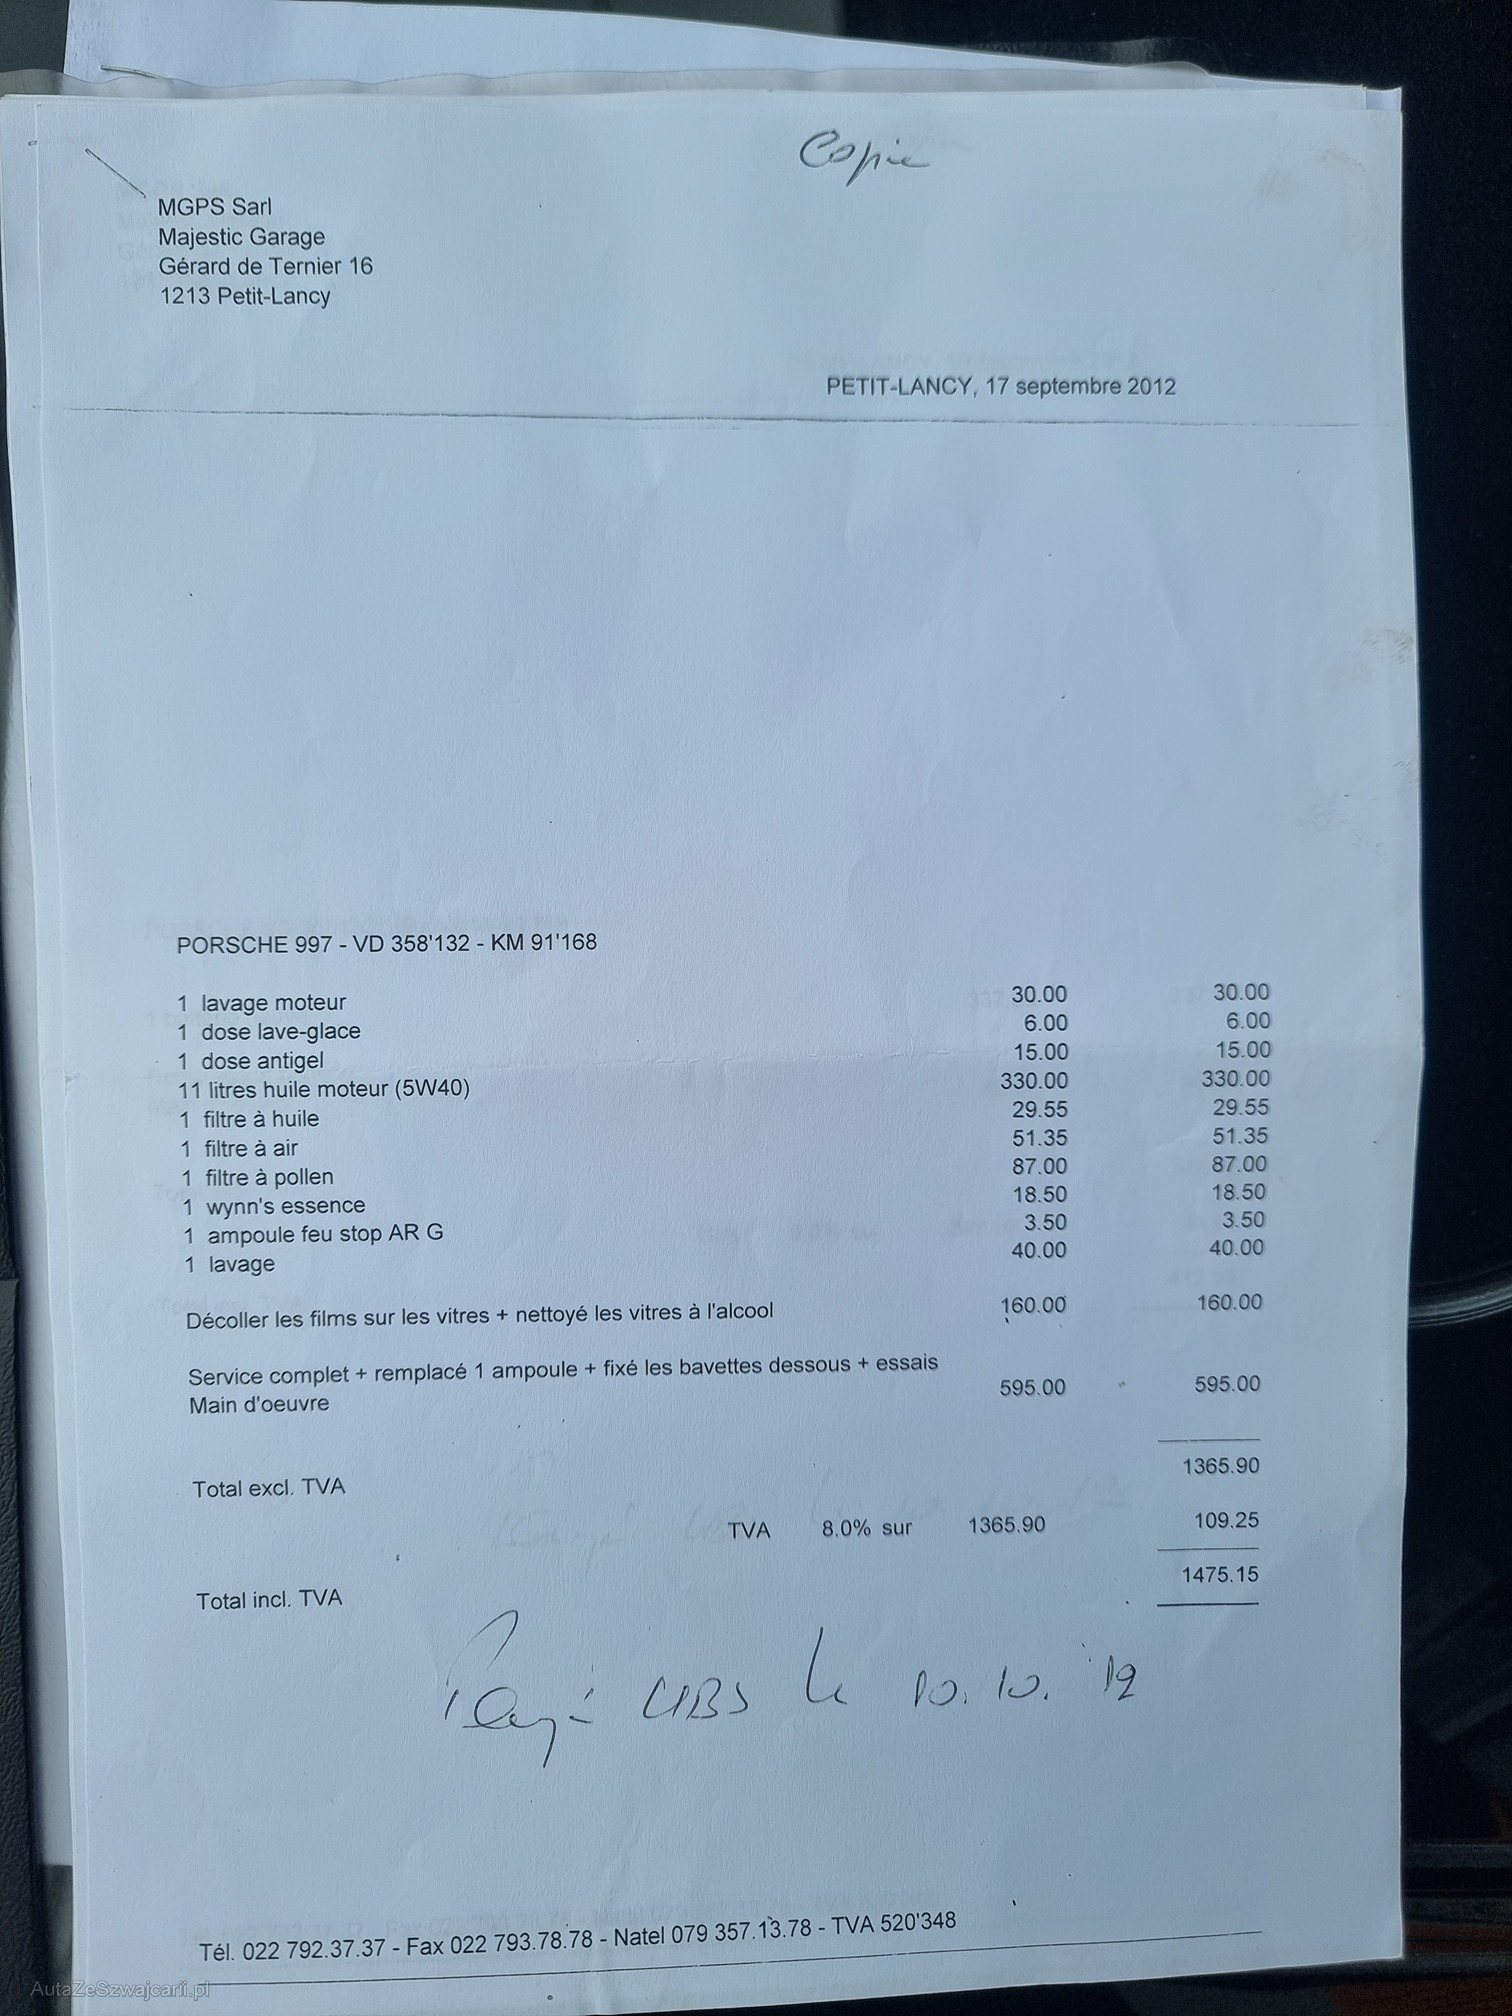 Copie
MGPS Sarl
Majestic Garage
Gérard de Ternier 16
1213 Petit-Lancy
PETIT-LANCY, 17 septembre 2012
PORSCHE 997 - VD 358'132 - KM 91'168
1 lavage moteur 30.00 30.00
1 dose lave-glace 6.00 6.00
1 dose antigel 15.00 15.00
11 litres huile moteur (5W40) 330.00 330.00
1 filtre à huile 29.55 29.55
1 filtre à air 51.35 51.35
1 filtre à pollen 87.00 87.00
1 wynn's essence 18.50 18.50
1 ampoule feu stop AR G 3.50 3.50
1 lavage 40.00 40.00
Décoller les films sur les vitres + nettoyé les vitres à l'alcool 160.00 160.00
Service complet + remplacé 1 ampoule + fixé les bavettes dessous + essais
Main d'oeuvre 595.00 595.00
Total excl. TVA 1365.90
TVA 8.0% sur 1365.90 109.25
Total incl. TVA 1475.15
Payé UBS le 10.10.12
Tél. 022 792.37.37 - Fax 022 793.78.78 - Natel 079 357.13.78 - TVA 520'348
AutaZeSzwajcarii.pl